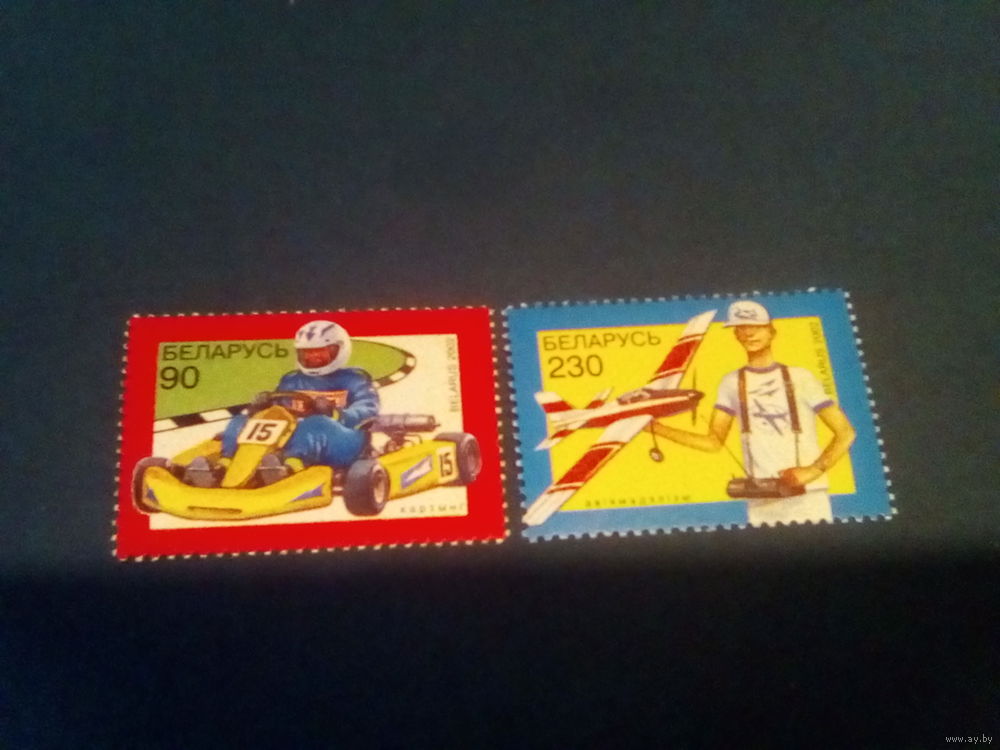 БЕЛАРУСЬ
90
BELARUS 2002
15
15
картынг
БЕЛАРУСЬ
230
BELARUS 2002
авіямадэлізм
www.ay.by